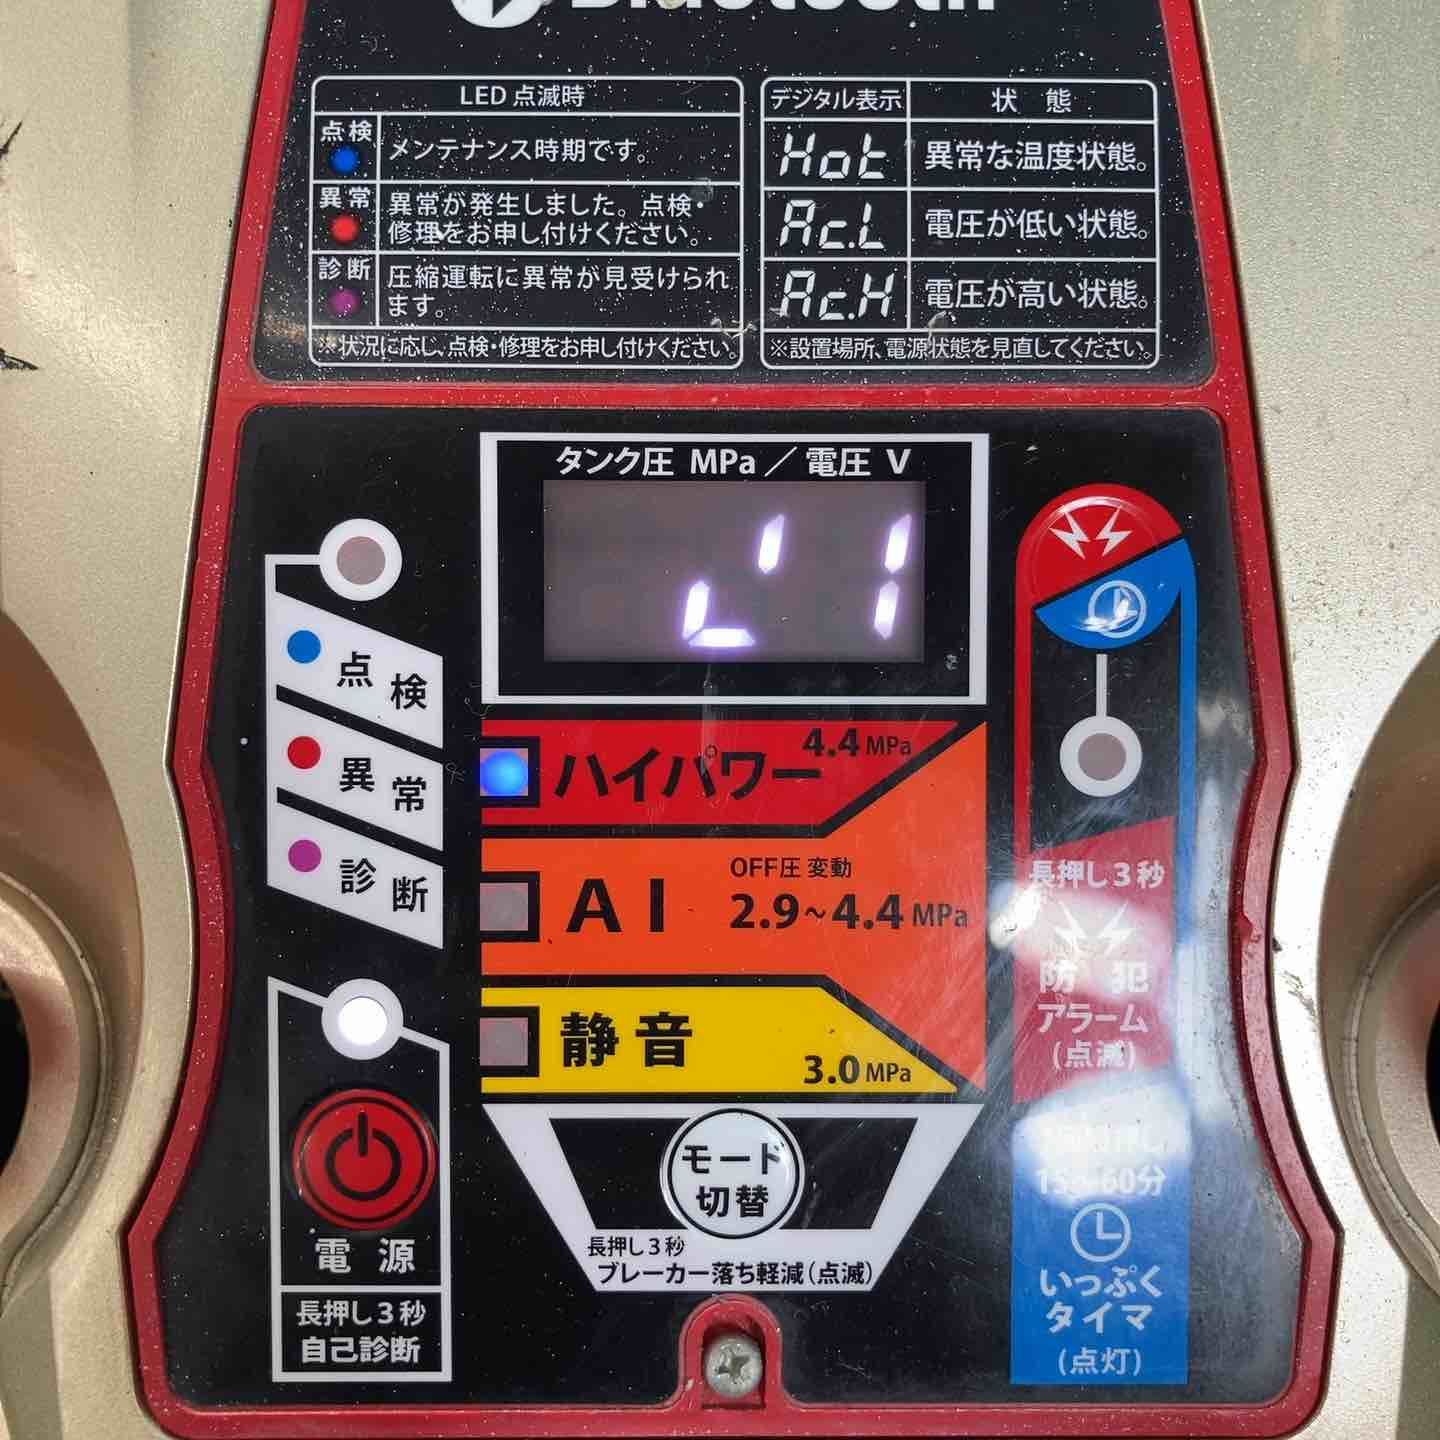 Bluetooth
LED 点滅時
点検
メンテナンス時期です。
異常
異常が発生しました。点検・
修理をお申し付けください。
診断
圧縮運転に異常が見受けられ
ます。
※状況に応じ、点検・修理をお申し付けください。
デジタル表示 状 態
Hot 異常な温度状態。
Ac.L 電圧が低い状態。
Ac.H 電圧が高い状態。
※設置場所、電源状態を見直してください。
タンク圧 MPa / 電圧 V
点検
異常
診断
ハイパワー 4.4 MPa
AI
OFF圧 変動
2.9~4.4 MPa
静音
3.0 MPa
モード
切替
長押し3秒
ブレーカー落ち軽減(点滅)
電 源
長押し3秒
自己診断
長押し3秒
防 犯
アラーム
(点滅)
いっぷく
タイマ
(点灯)